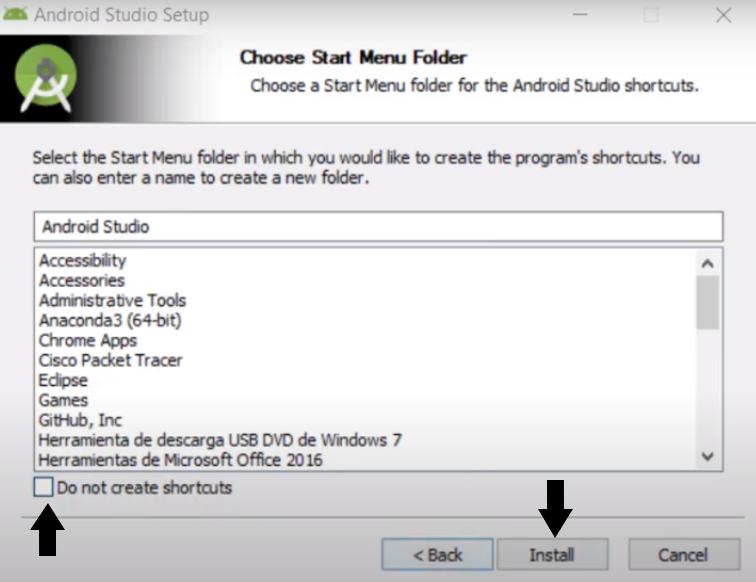 Android Studio Setup
Choose Start Menu Folder
Choose a Start Menu folder for the Android Studio shortcuts.
Select the Start Menu folder in which you would like to create the program's shortcuts. You
can also enter a name to create a new folder.
Android Studio
Accessibility
Accessories
Administrative Tools
Anaconda3 (64-bit)
Chrome Apps
Cisco Packet Tracer
Eclipse
Games
GitHub, Inc
Herramienta de descarga USB DVD de Windows 7
Herramientas de Microsoft Office 2016
Do not create shortcuts
< Back Install Cancel